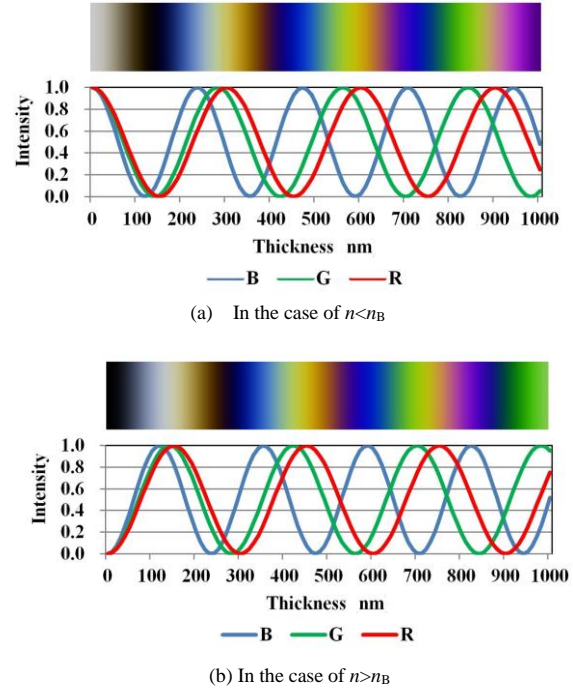 Intensity
1.0
0.8
0.6
0.4
0.2
0.0
0 100 200 300 400 500 600 700 800 900 1000
Thickness nm
B G R
(a) In the case of n<nB
Intensity
1.0
0.8
0.6
0.4
0.2
0.0
0 100 200 300 400 500 600 700 800 900 1000
Thickness nm
B G R
(b) In the case of n>nB